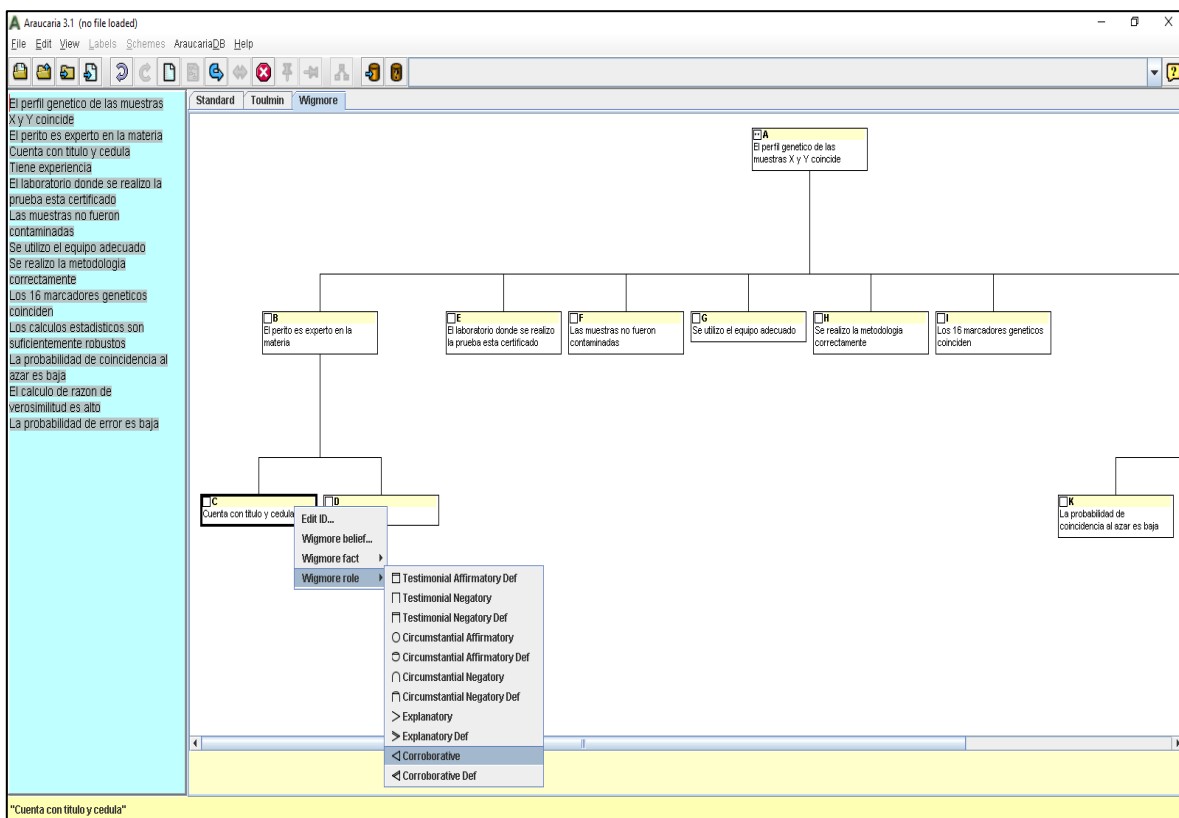 Araucaria 3.1 (no file loaded)
File Edit View Labels Schemes AraucariaDB Help
El perfil genetico de las muestras
X y Y coincide
El perito es experto en la materia
Cuenta con titulo y cedula
Tiene experiencia
El laboratorio donde se realizo la
prueba esta certificado
Las muestras no fueron
contaminadas
Se utilizo el equipo adecuado
Se realizo la metodologia
correctamente
Los 16 marcadores geneticos
coinciden
Los calculos estadisticos son
suficientemente robustos
La probabilidad de coincidencia al
azar es baja
El calculo de razon de
verosimilitud es alto
La probabilidad de error es baja
Standard Toulmin Wigmore
A
El perfil genetico de las
muestras X y Y coincide
B
El perito es experto en la
materia
E
El laboratorio donde se realizo
la prueba esta certificado
F
Las muestras no fueron
contaminadas
G
Se utilizo el equipo adecuado
H
Se realizo la metodologia
correctamente
I
Los 16 marcadores geneticos
coinciden
C
Cuenta con titulo y cedula
D
K
La probabilidad de
coincidencia al azar es baja
Edit ID...
Wigmore belief...
Wigmore fact
Wigmore role
Testimonial Affirmatory Def
Testimonial Negatory
Testimonial Negatory Def
Circumstantial Affirmatory
Circumstantial Affirmatory Def
Circumstantial Negatory
Circumstantial Negatory Def
Explanatory
Explanatory Def
Corroborative
Corroborative Def
"Cuenta con titulo y cedula"